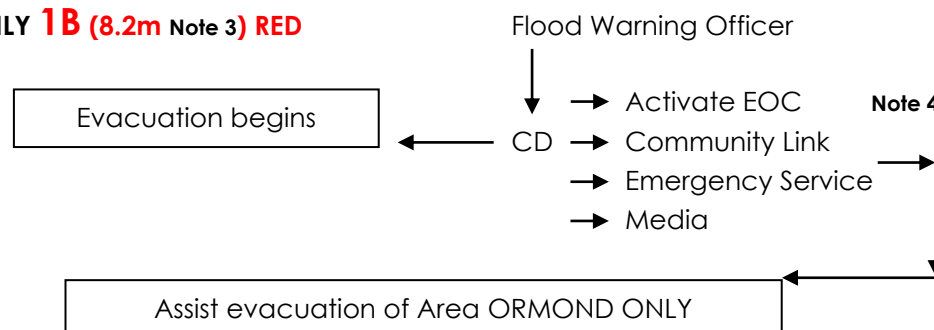 1B (8.2m Note 3) RED
Flood Warning Officer
Evacuation begins
Activate EOC
Note
CD
Community Link
Emergency Service
Media
Assist evacuation of Area ORMOND ONLY